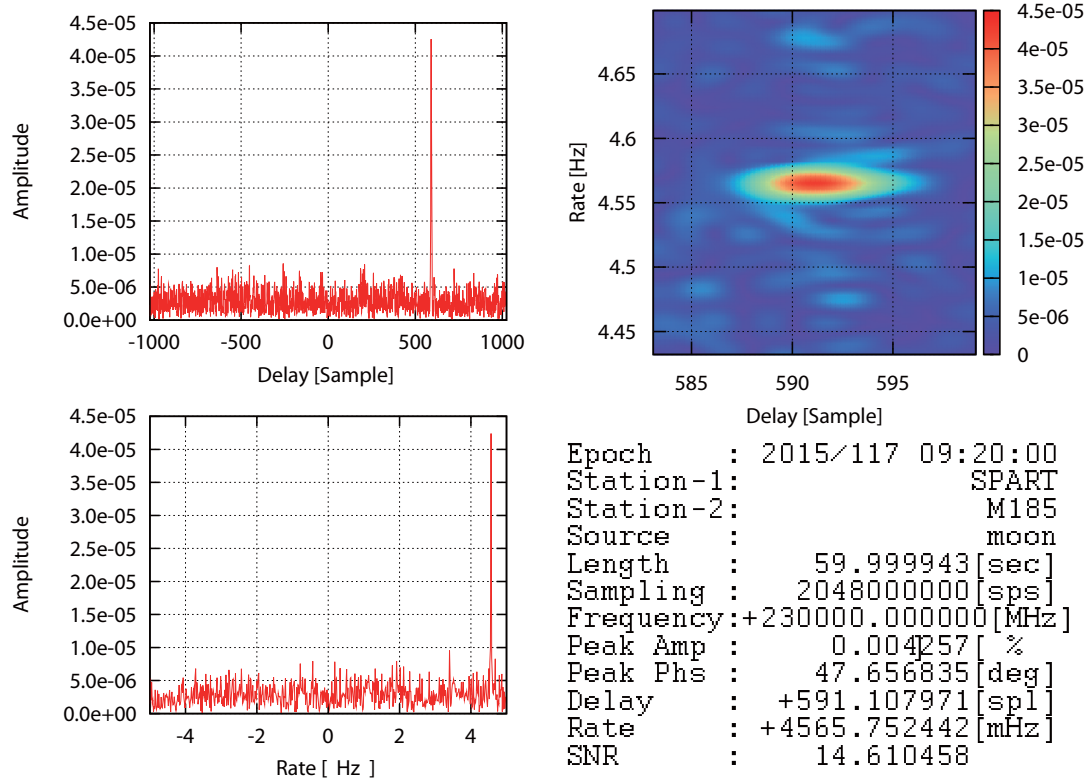 4.5e-05
4.0e-05
3.5e-05
3.0e-05
2.5e-05
2.0e-05
1.5e-05
1.0e-05
5.0e-06
0.0e+00
Amplitude
-1000 -500 0 500 1000
Delay [Sample]
4.65
4.6
4.55
4.5
4.45
Rate [Hz]
585 590 595
Delay [Sample]
4.5e-05
4e-05
3.5e-05
3e-05
2.5e-05
2e-05
1.5e-05
1e-05
5e-06
0
4.5e-05
4.0e-05
3.5e-05
3.0e-05
2.5e-05
2.0e-05
1.5e-05
1.0e-05
5.0e-06
0.0e+00
Amplitude
-4 -2 0 2 4
Rate [ Hz ]
Epoch : 2015/117 09:20:00
Station-1: SPART
Station-2: M185
Source : moon
Length : 59.999943[sec]
Sampling : 2048000000[sps]
Frequency:+230000.000000[MHz]
Peak Amp : 0.004]257[ %
Peak Phs : 47.656835[deg]
Delay : +591.107971[spl]
Rate : +4565.752442[mHz]
SNR : 14.610458